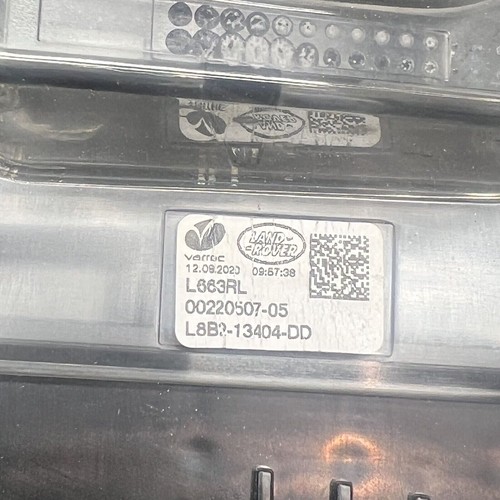 varroc
LAND-
-ROVER
12.09.2020 09:57:38
L663RL
00220507-05
L8B2-13404-DD